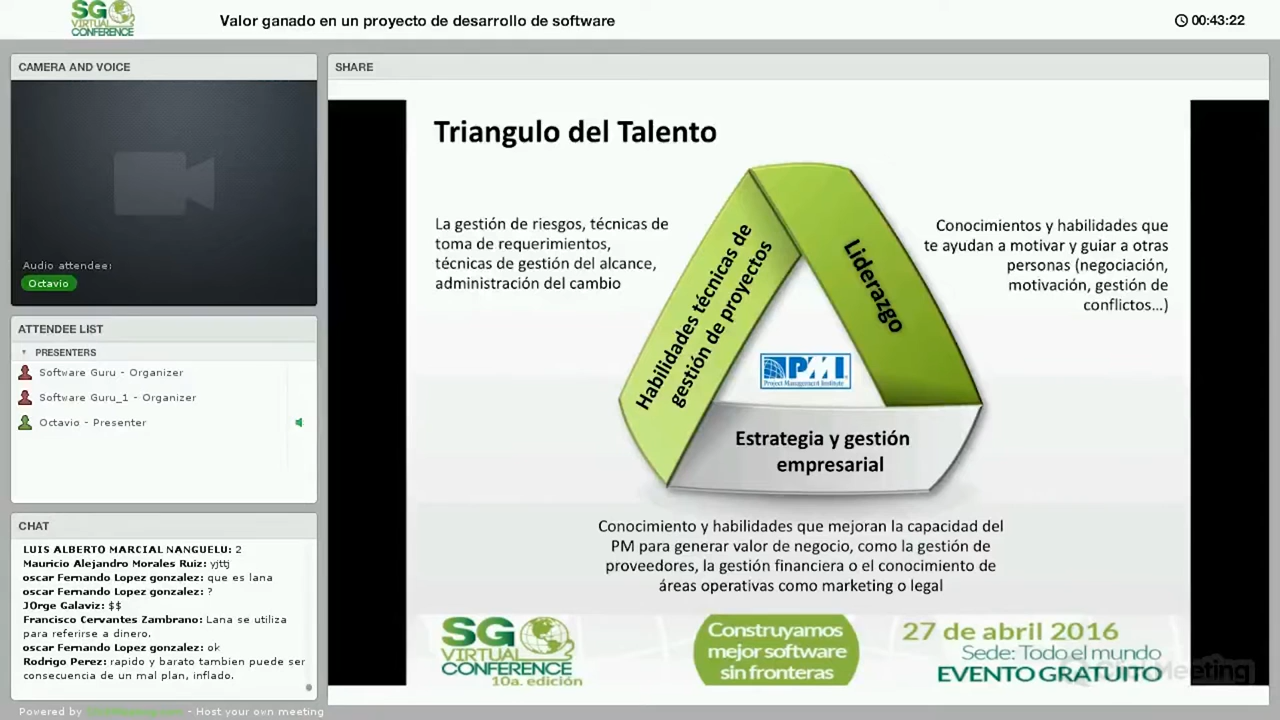 SG
VIRTUAL
CONFERENCE
Valor ganado en un proyecto de desarrollo de software
00:43:22
CAMERA AND VOICE
Audio attendee:
Octavio
ATTENDEE LIST
PRESENTERS
Software Guru - Organizer
Software Guru_1 - Organizer
Octavio - Presenter
CHAT
LUIS ALBERTO MARCIAL NANGUELU: 2
Mauricio Alejandro Morales Ruiz: yjttj
oscar Fernando Lopez gonzalez: que es lana
oscar Fernando Lopez gonzalez: ?
JOrge Galaviz: $$
Francisco Cervantes Zambrano: Lana se utiliza
para referirse a dinero.
oscar Fernando Lopez gonzalez: ok
Rodrigo Perez: rapido y barato tambien puede ser
consecuencia de un mal plan, inflado.
Powered by ClickMeeting.com - Host your own meeting
SHARE
Triangulo del Talento
La gestión de riesgos, técnicas de
toma de requerimientos,
técnicas de gestión del alcance,
administración del cambio
Habilidades técnicas de
gestión de proyectos
Liderazgo
Conocimientos y habilidades que
te ayudan a motivar y guiar a otras
personas (negociación,
motivación, gestión de
conflictos…)
PMI
Project Management Institute
Estrategia y gestión
empresarial
Conocimiento y habilidades que mejoran la capacidad del
PM para generar valor de negocio, como la gestión de
proveedores, la gestión financiera o el conocimiento de
áreas operativas como marketing o legal
SG
VIRTUAL
CONFERENCE
10a. edición
Construyamos
mejor software
sin fronteras
27 de abril 2016
Sede: Todo el mundo
EVENTO GRATUITO
ClickMeeting